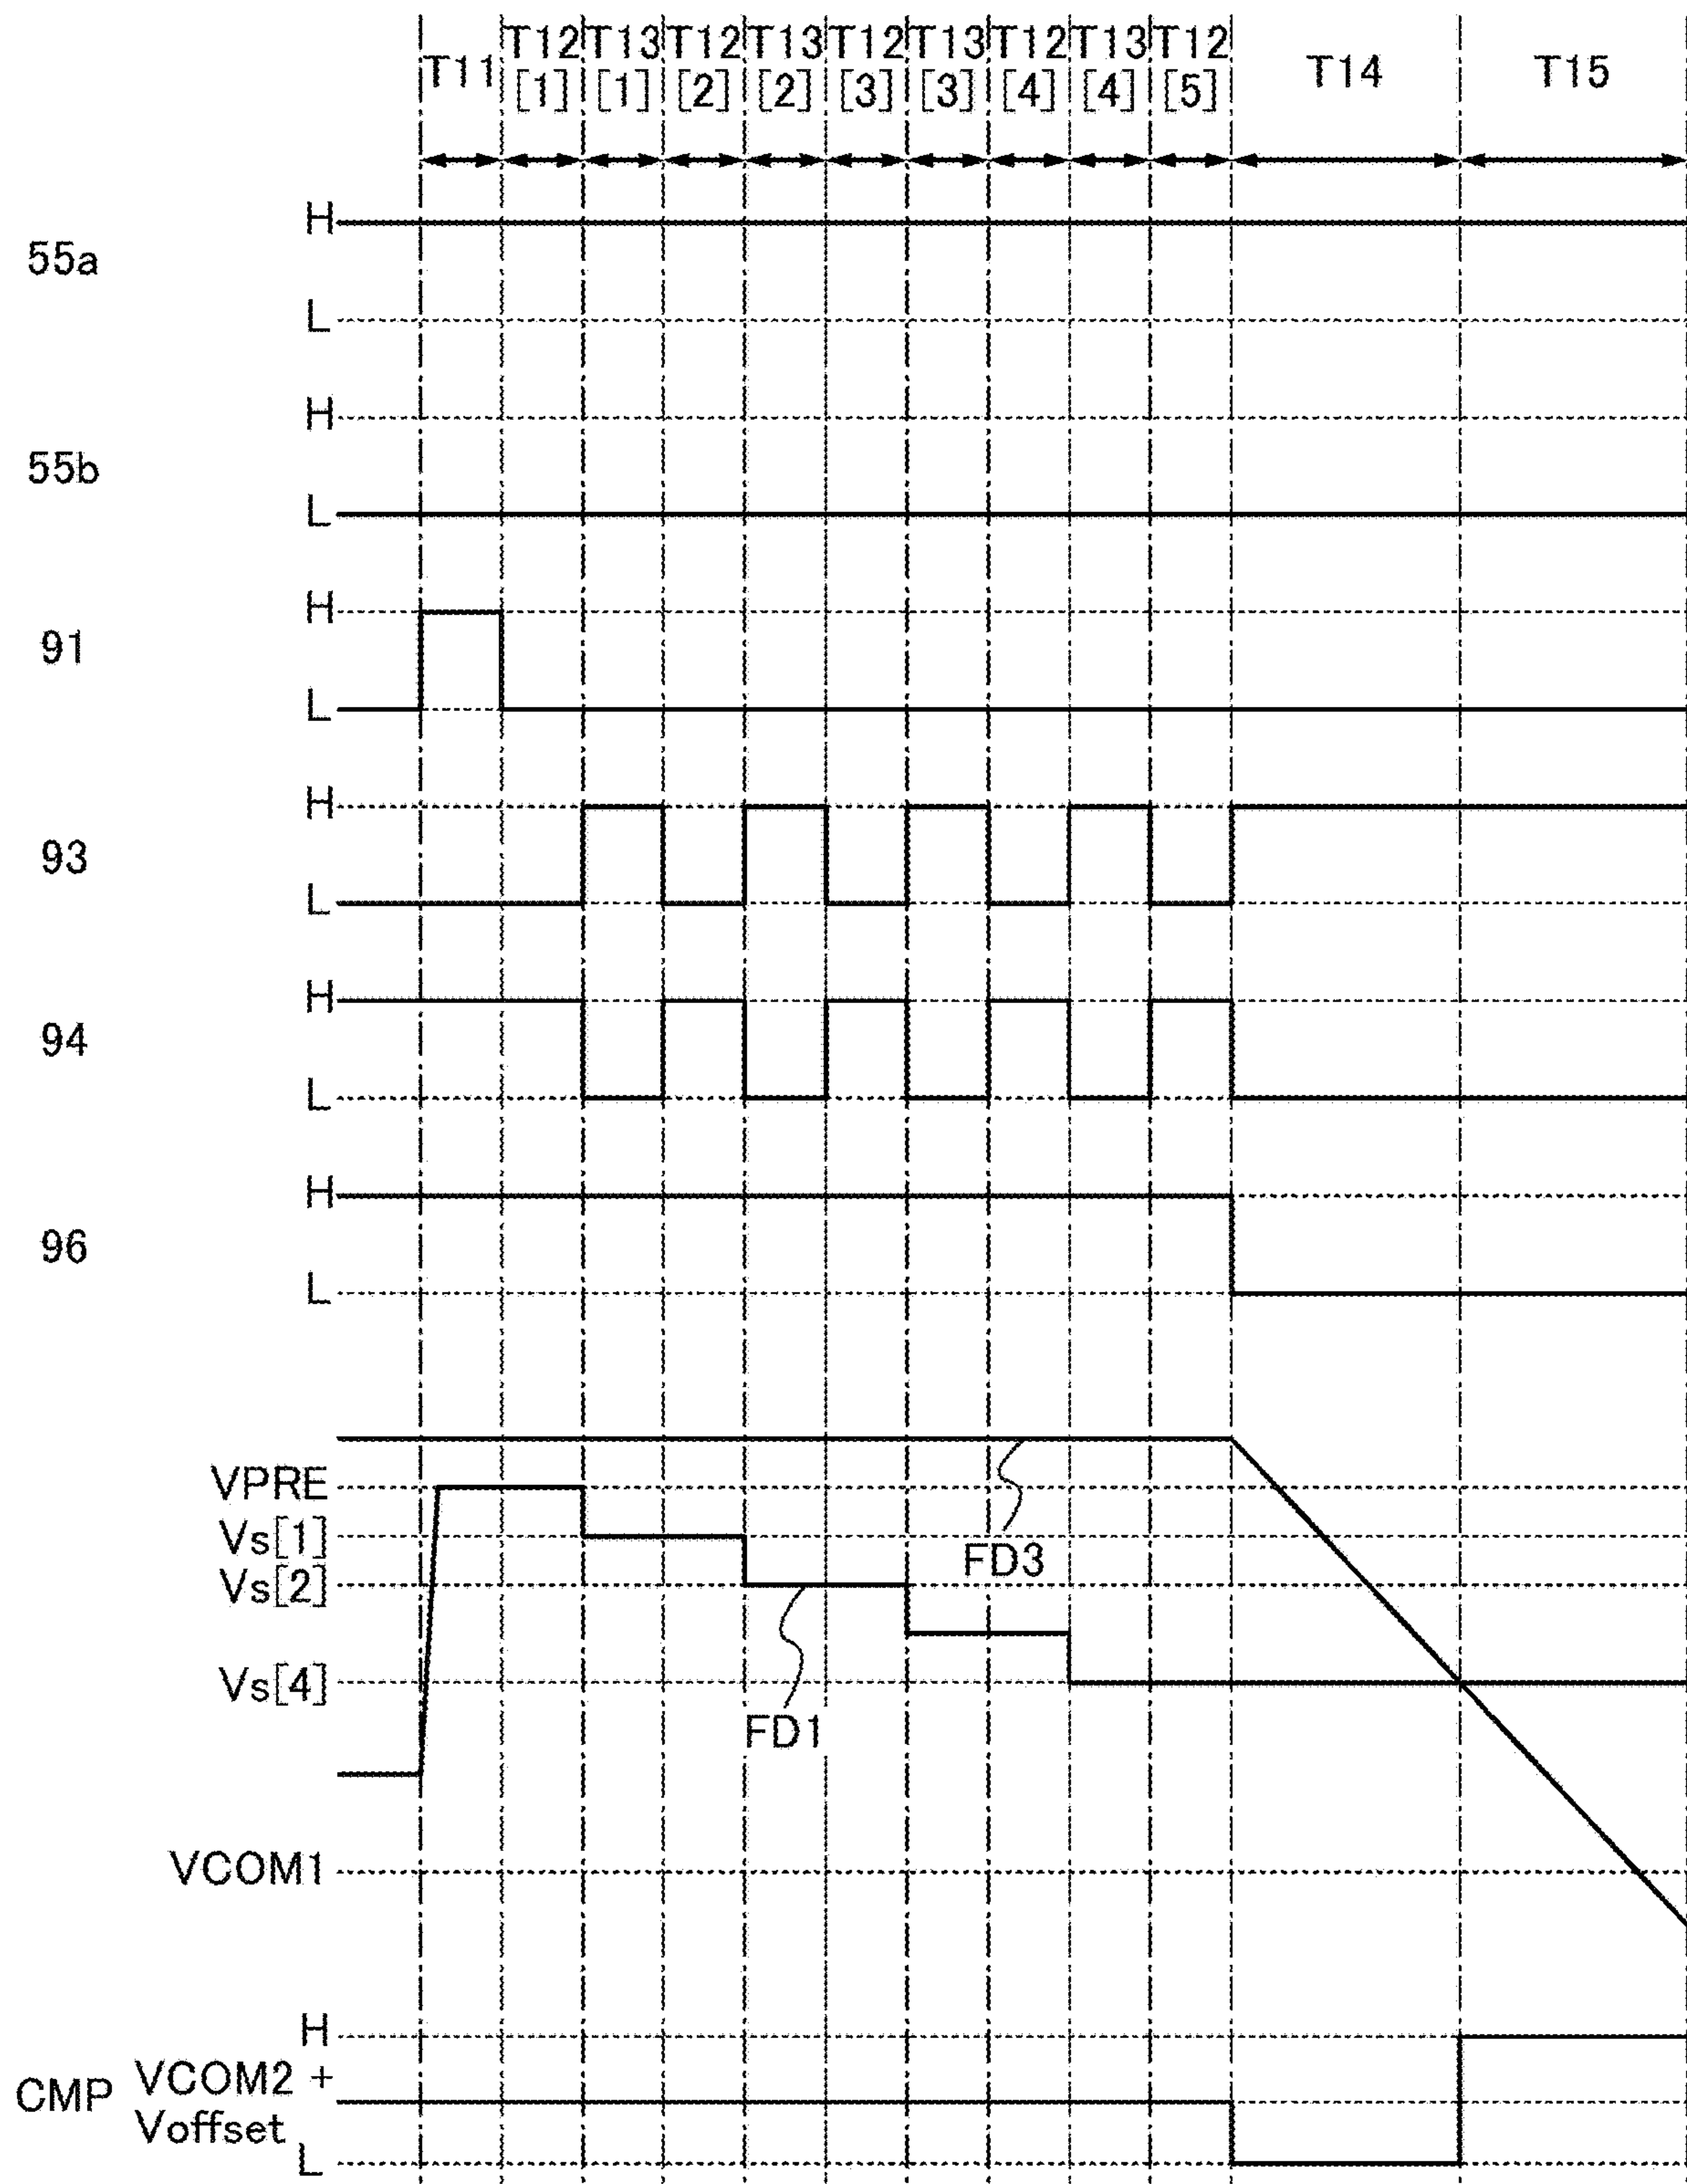 T11 T12 T13 T12 T13 T12 T13 T12 T13 T12 T14 T15
[1] [1] [2] [2] [3] [3] [4] [4] [5]
H
55a
L
H
55b
L
H
91
L
H
93
L
H
94
L
H
96
L
VPRE
Vs[1]
FD3
Vs[2]
Vs[4]
FD1
VCOM1
H
CMP VCOM2 +
Voffset
L